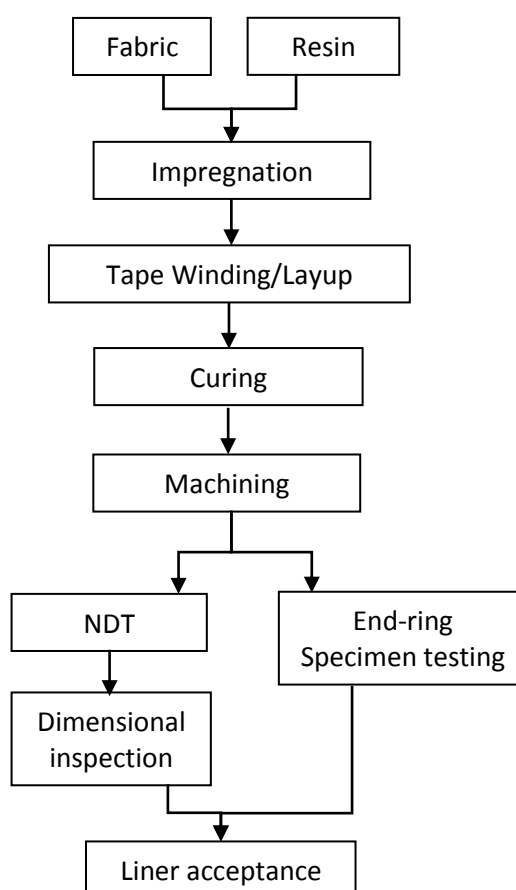 Fabric
Resin
Impregnation
Tape Winding/Layup
Curing
Machining
NDT
End-ring
Specimen testing
Dimensional
inspection
Liner acceptance